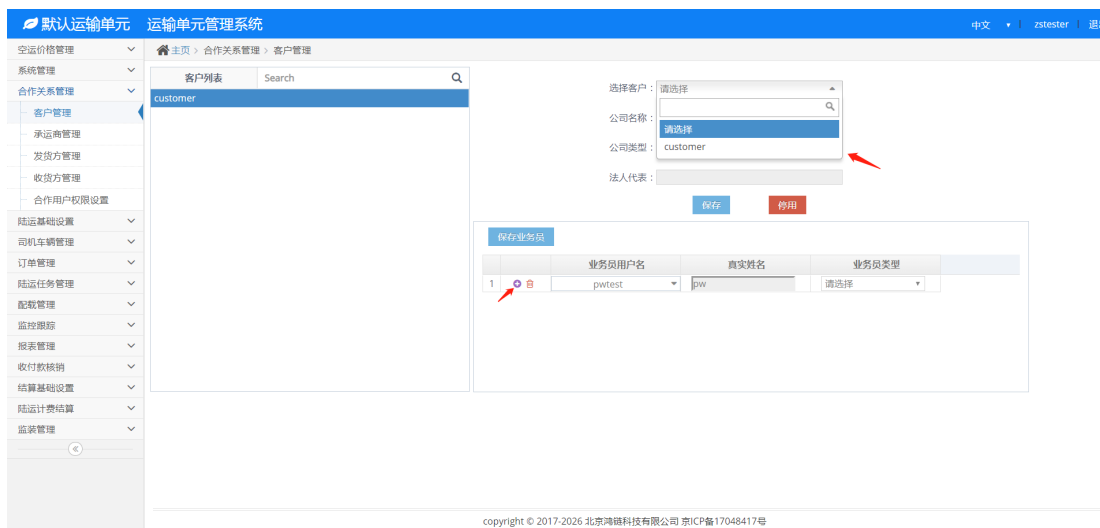 默认运输单元 运输单元管理系统 中文 zstester
空运价格管理
主页 > 合作关系管理 > 客户管理
系统管理
合作关系管理
客户管理
承运商管理
发货方管理
收货方管理
合作用户权限设置
陆运基础设置
司机车辆管理
订单管理
陆运任务管理
配载管理
监控跟踪
报表管理
收付款核销
结算基础设置
陆运计费结算
监装管理
客户列表 Search
customer
选择客户： 请选择
请选择
customer
公司名称：
公司类型：
法人代表：
保存 停用
保存业务员
业务员用户名 真实姓名 业务员类型
1 pwtest pw 请选择
copyright © 2017-2026 北京鸿链科技有限公司 京ICP备17048417号